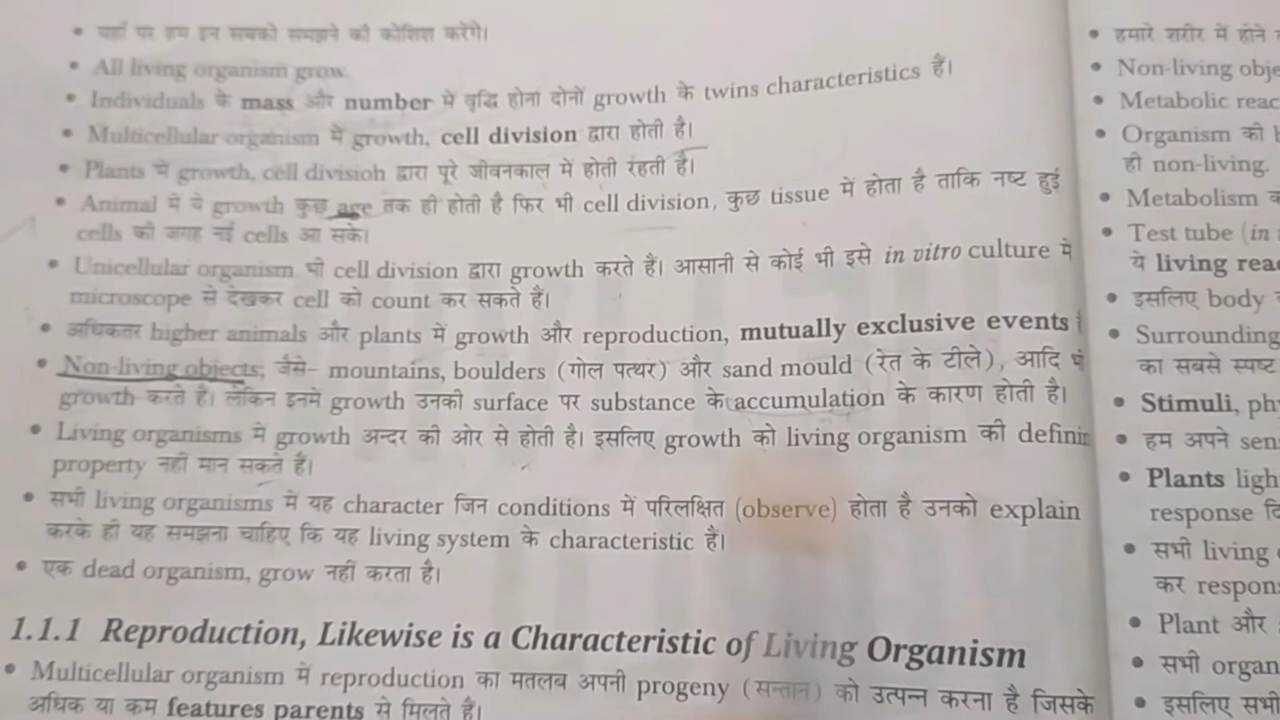 • यहाँ पर हम इन सबको समझने की कोशिश करेंगे।
• All living organism grow.
• Individuals के mass और number में वृद्धि होना दोनों growth के twins characteristics हैं।
• Multicellular organism में growth, cell division द्वारा होती है।
• Plants में growth, cell division द्वारा पूरे जीवनकाल में होती रहती है।
• Animal में ये growth कुछ age तक ही होती है फिर भी cell division, कुछ tissue में होता है ताकि नष्ट हुई
cells की जगह नई cells आ सके।
• Unicellular organism भी cell division द्वारा growth करते हैं। आसानी से कोई भी इसे in vitro culture में
microscope से देखकर cell को count कर सकते हैं।
• अधिकतर higher animals और plants में growth और reproduction, mutually exclusive events
• Non-living objects, जैसे– mountains, boulders (गोल पत्थर) और sand mould (रेत के टीले), आदि
growth करते हैं। लेकिन इनमें growth उनकी surface पर substance के accumulation के कारण होती है।
• Living organisms में growth अन्दर की ओर से होती है। इसलिए growth को living organism की definin
property नहीं मान सकते हैं।
• सभी living organisms में यह character जिन conditions में परिलक्षित (observe) होता है उनको explain
करके ही यह समझना चाहिए कि यह living system के characteristic हैं।
• एक dead organism, grow नहीं करता है।
1.1.1 Reproduction, Likewise is a Characteristic of Living Organism
• Multicellular organism में reproduction का मतलब अपनी progeny (सन्तान) को उत्पन्न करना है जिसके
अधिक या कम features parents से मिलते हैं।
• हमारे शरीर में होने
• Non-living obje
• Metabolic reac
• Organism की
ही non-living.
• Metabolism
• Test tube (in
ये living reac
• इसलिए body
• Surrounding
का सबसे स्पष्ट
• Stimuli, phy
• हम अपने sen
• Plants ligh
response
• सभी living
कर respon
• Plant और
• सभी organ
• इसलिए सभी